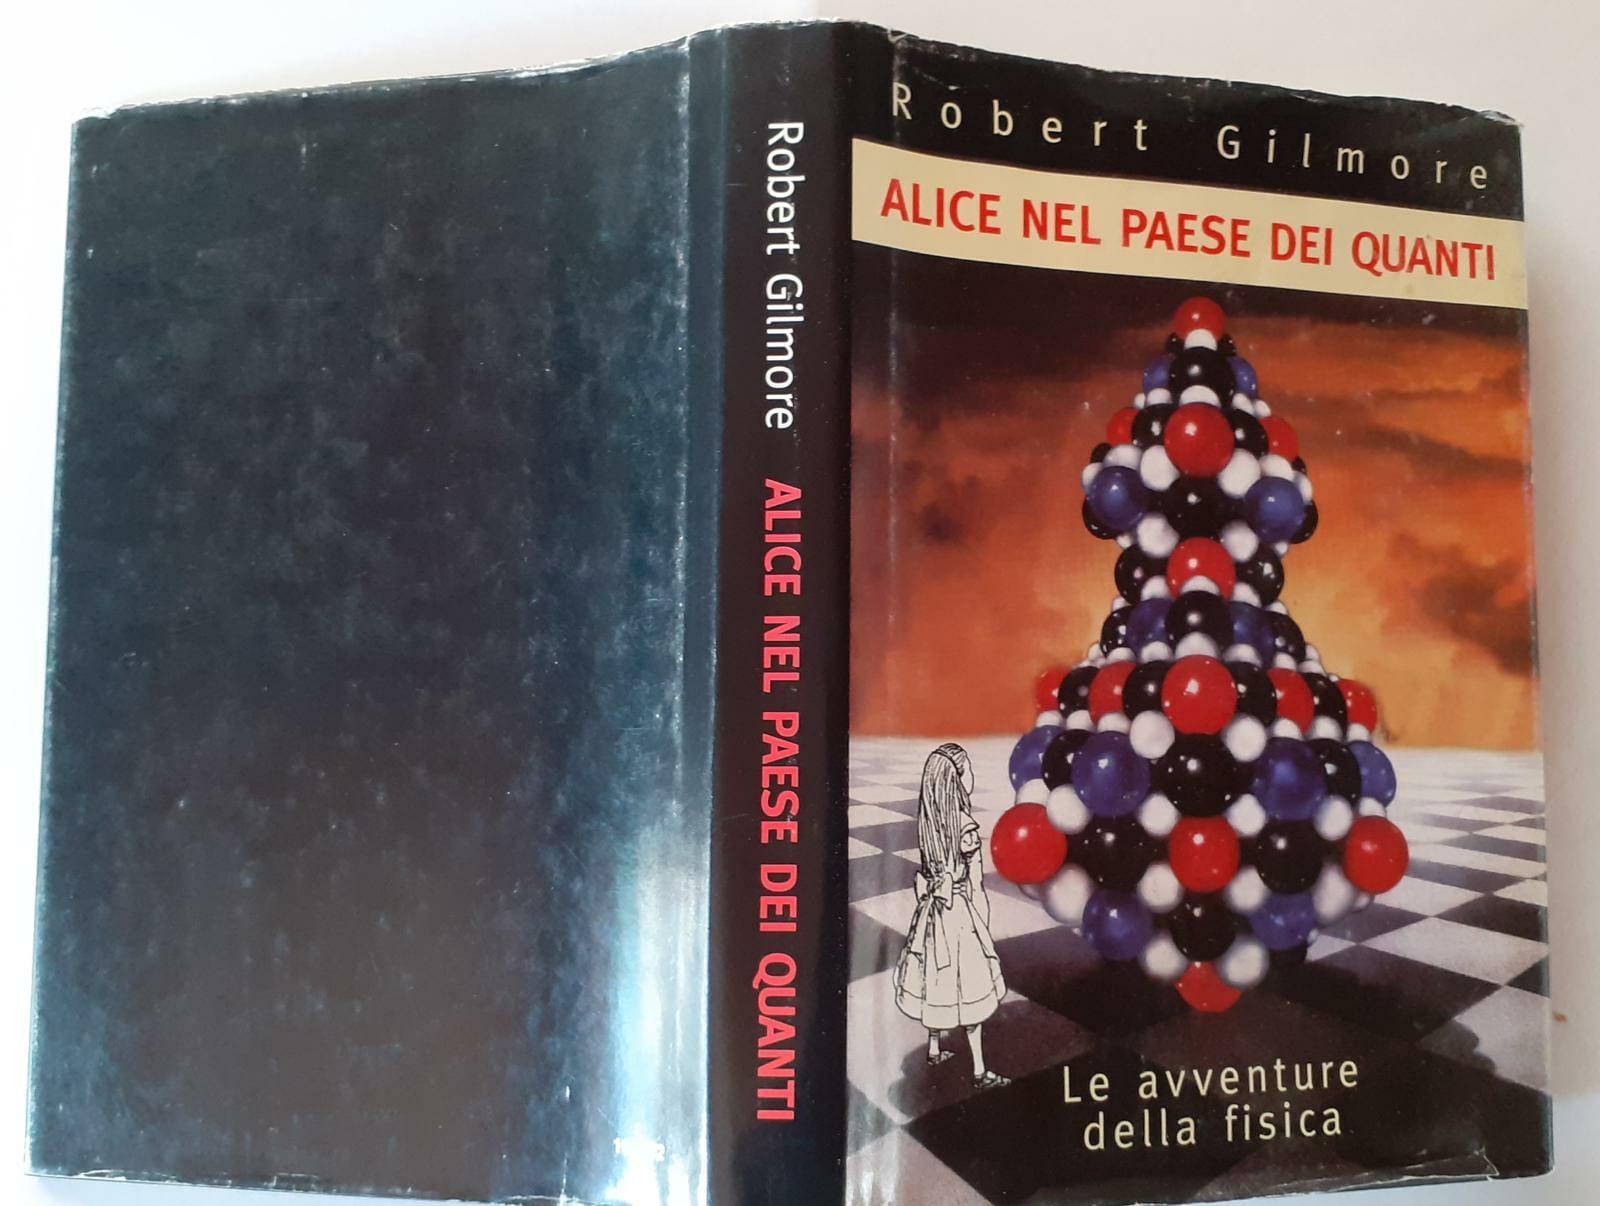 Robert Gilmore ALICE NEL PAESE DEI QUANTI
Robert Gilmore
ALICE NEL PAESE DEI QUANTI
Le avventure
della fisica